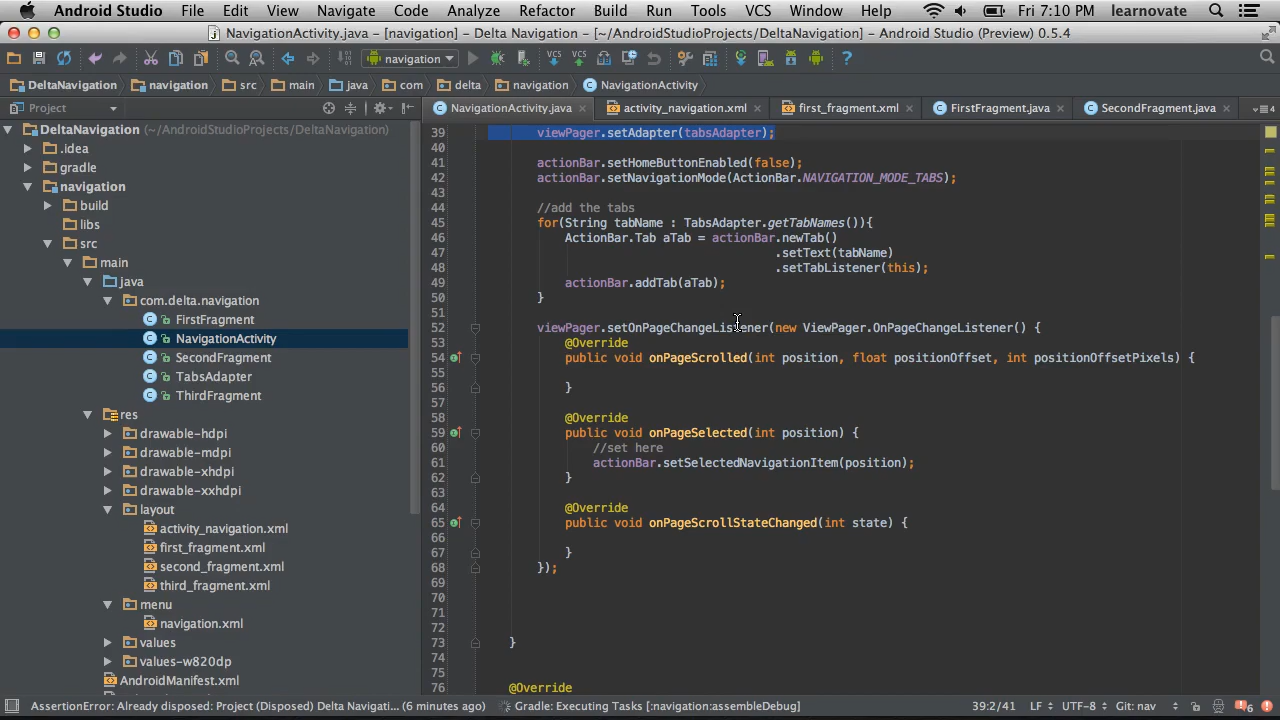 Android Studio File Edit View Navigate Code Analyze Refactor Build Run Tools VCS Window Help Fri 7:10 PM learnovate
NavigationActivity.java - [navigation] - Delta Navigation - [~/AndroidStudioProjects/DeltaNavigation] - Android Studio (Preview) 0.5.4
navigation
DeltaNavigation navigation src main java com delta navigation NavigationActivity
Project
NavigationActivity.java activity_navigation.xml first_fragment.xml FirstFragment.java SecondFragment.java 4
DeltaNavigation (~/AndroidStudioProjects/DeltaNavigation)
.idea
gradle
navigation
build
libs
src
main
java
com.delta.navigation
FirstFragment
NavigationActivity
SecondFragment
TabsAdapter
ThirdFragment
res
drawable-hdpi
drawable-mdpi
drawable-xhdpi
drawable-xxhdpi
layout
activity_navigation.xml
first_fragment.xml
second_fragment.xml
third_fragment.xml
menu
navigation.xml
values
values-w820dp
AndroidManifest.xml
39 viewPager.setAdapter(tabsAdapter);
40
41 actionBar.setHomeButtonEnabled(false);
42 actionBar.setNavigationMode(ActionBar.NAVIGATION_MODE_TABS);
43
44 //add the tabs
45 for(String tabName : TabsAdapter.getTabNames()){
46 ActionBar.Tab aTab = actionBar.newTab()
47 .setText(tabName)
48 .setTabListener(this);
49 actionBar.addTab(aTab);
50 }
51
52 viewPager.setOnPageChangeListener(new ViewPager.OnPageChangeListener() {
53 @Override
54 public void onPageScrolled(int position, float positionOffset, int positionOffsetPixels) {
55
56 }
57
58 @Override
59 public void onPageSelected(int position) {
60 //set here
61 actionBar.setSelectedNavigationItem(position);
62 }
63
64 @Override
65 public void onPageScrollStateChanged(int state) {
66
67 }
68 });
69
70
71
72
73 }
74
75
76 @Override
AssertionError: Already disposed: Project (Disposed) DeltaNavigation... (6 minutes ago) Gradle: Executing Tasks [:navigation:assembleDebug] 39:2/41 LF UTF-8 Git: nav 6